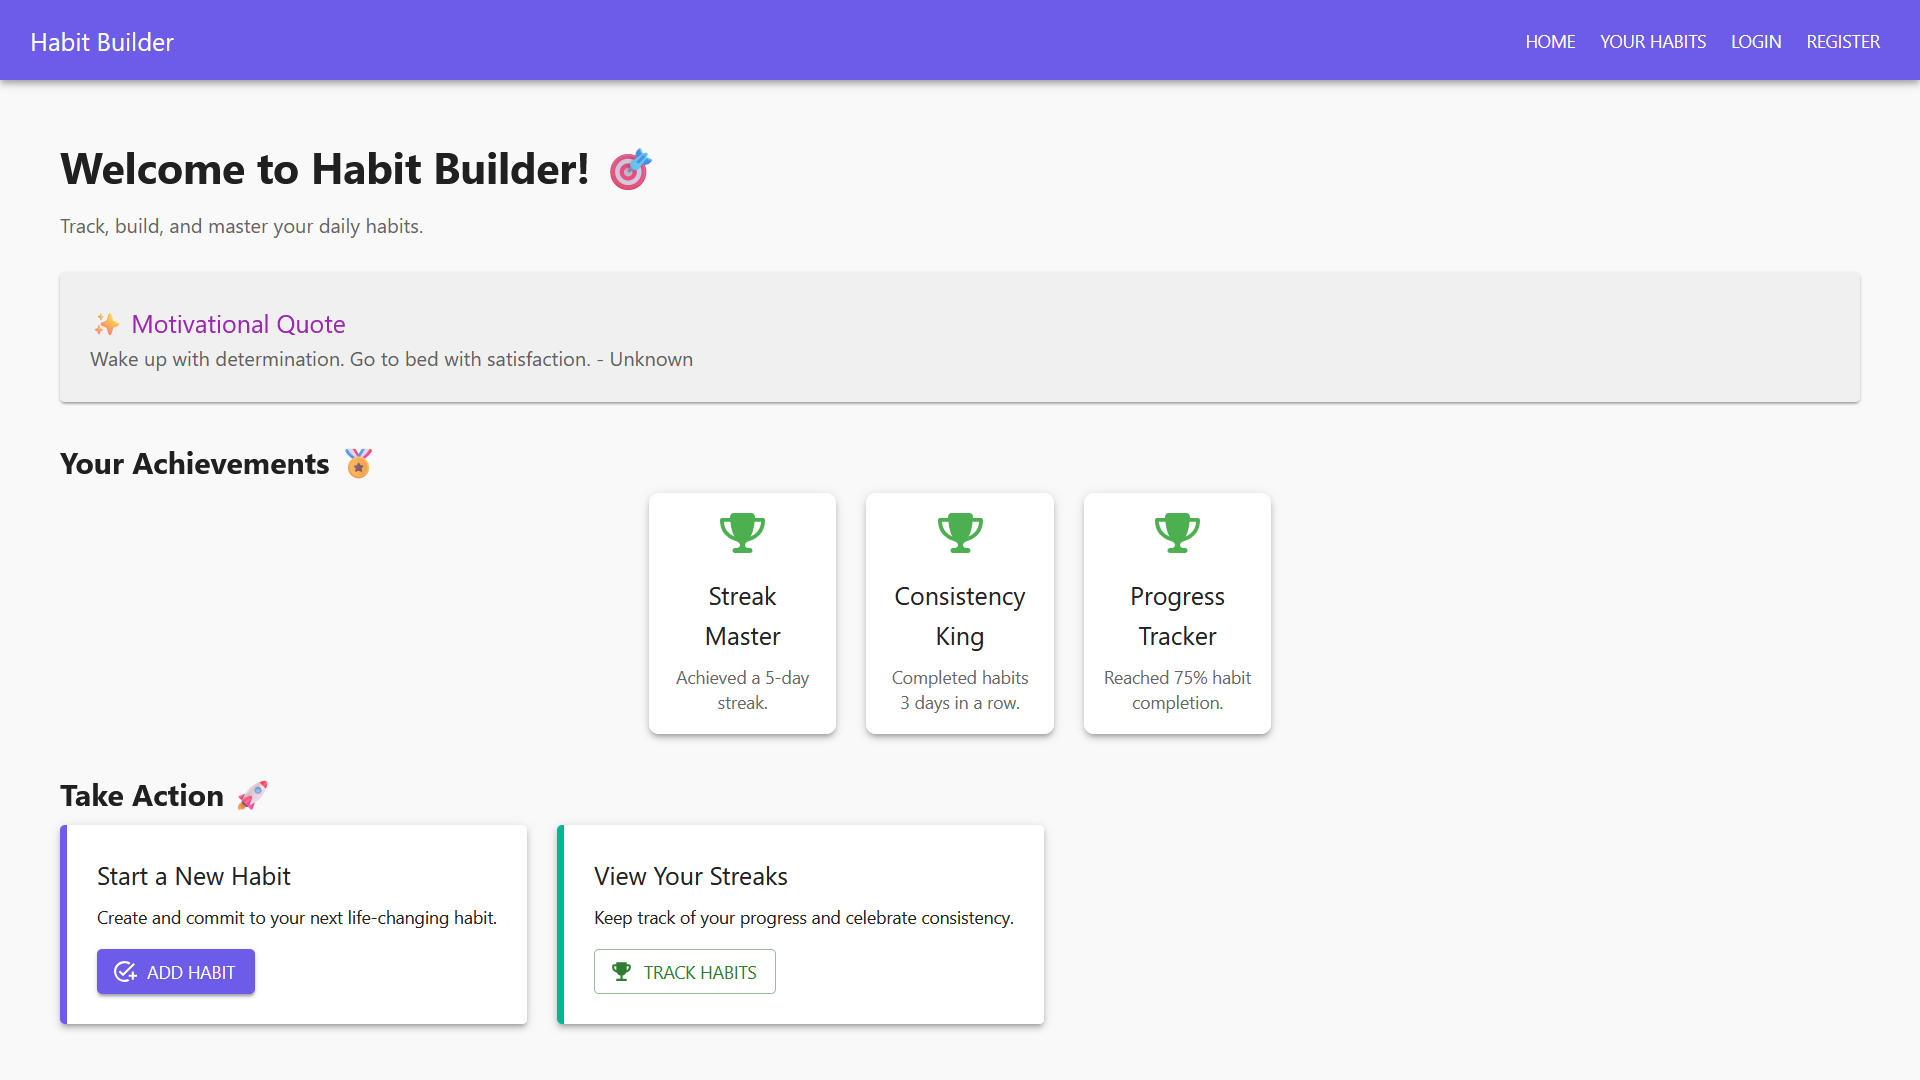 Habit Builder
HOME YOUR HABITS LOGIN REGISTER
Welcome to Habit Builder! 🎯
Track, build, and master your daily habits.
✨ Motivational Quote
Wake up with determination. Go to bed with satisfaction. - Unknown
Your Achievements 🏅
Streak
Master
Achieved a 5-day
streak.
Consistency
King
Completed habits
3 days in a row.
Progress
Tracker
Reached 75% habit
completion.
Take Action 🚀
Start a New Habit
Create and commit to your next life-changing habit.
ADD HABIT
View Your Streaks
Keep track of your progress and celebrate consistency.
TRACK HABITS